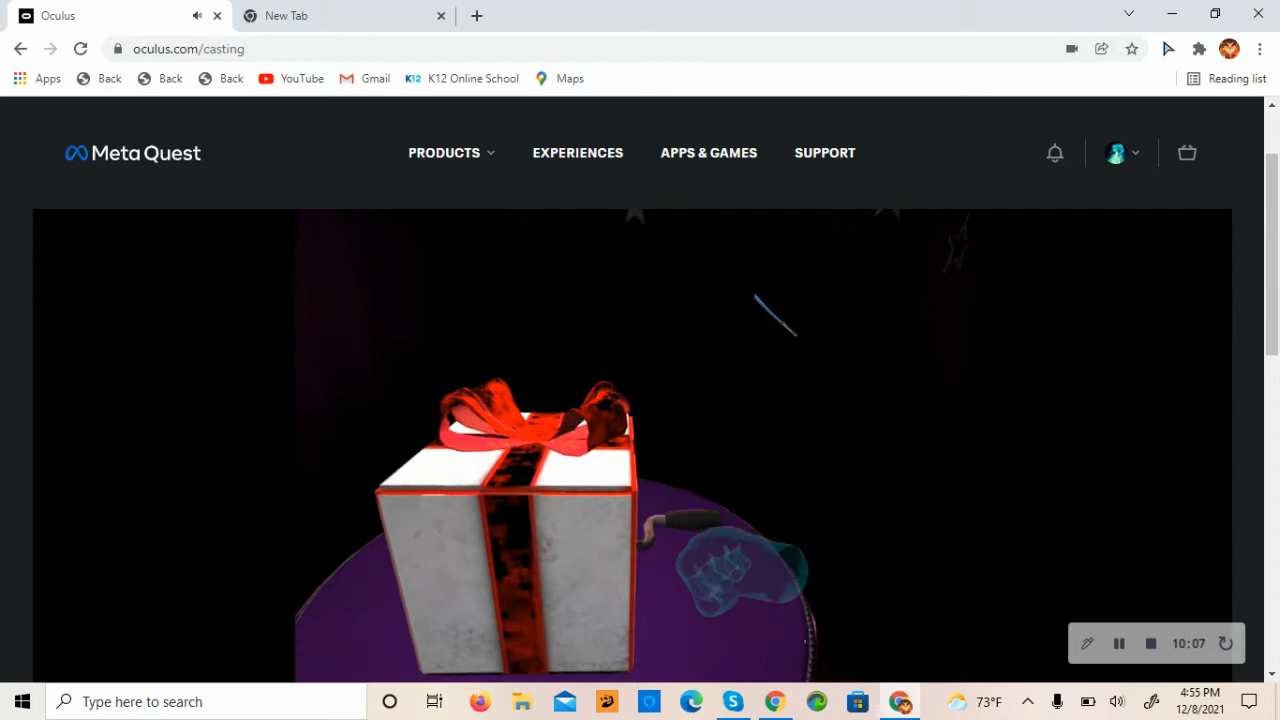 Oculus
New Tab
oculus.com/casting
Apps
Back
Back
Back
YouTube
Gmail
K12 K12 Online School
Maps
Reading list
Meta Quest
PRODUCTS
EXPERIENCES
APPS & GAMES
SUPPORT
10:07
Type here to search
73°F
4:55 PM
12/8/2021